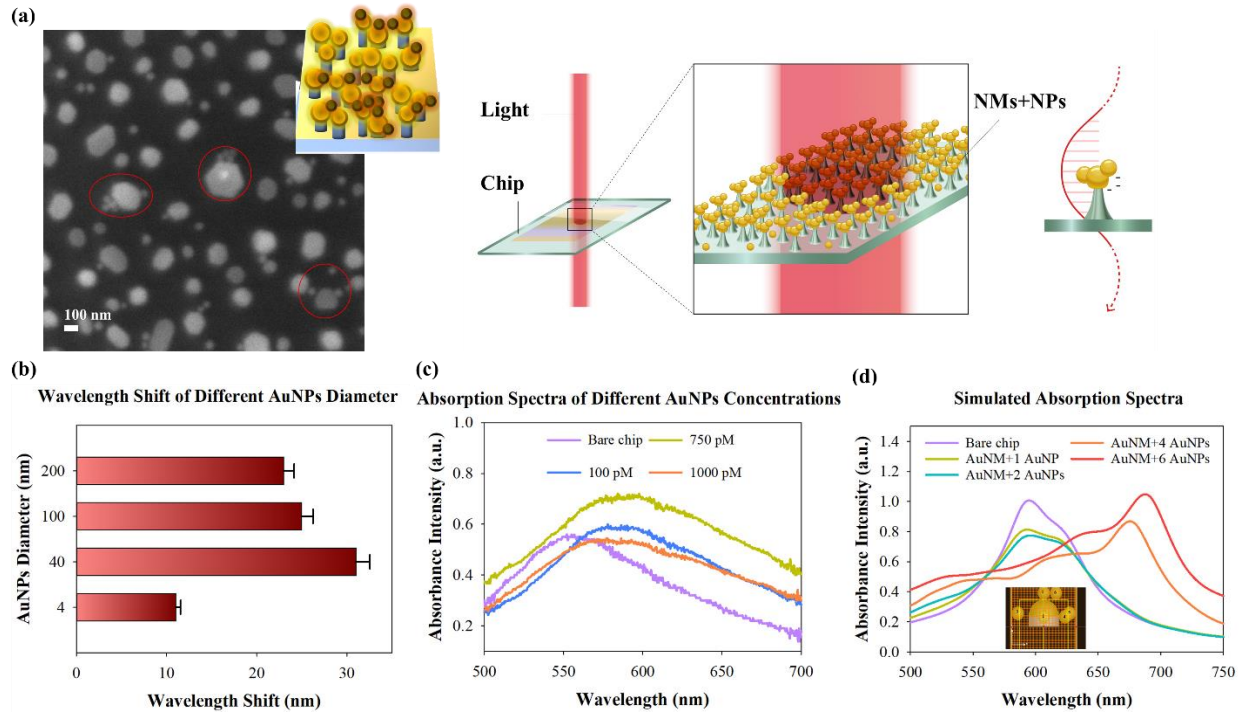 (a)
100 nm
Light
Chip
NMs+NPs
(b)
Wavelength Shift of Different AuNPs Diameter
AuNPs Diameter (nm)
200
100
40
4
0
10
20
30
Wavelength Shift (nm)
(c)
Absorption Spectra of Different AuNPs Concentrations
Absorbance Intensity (a.u.)
Bare chip
750 pM
100 pM
1000 pM
1.0
0.8
0.6
0.4
0.2
500
550
600
650
700
Wavelength (nm)
(d)
Simulated Absorption Spectra
Absorbance Intensity (a.u.)
Bare chip
AuNM+4 AuNPs
AuNM+1 AuNP
AuNM+6 AuNPs
AuNM+2 AuNPs
1.4
1.2
1.0
0.8
0.6
0.4
0.2
0.0
500
550
600
650
700
750
Wavelength (nm)